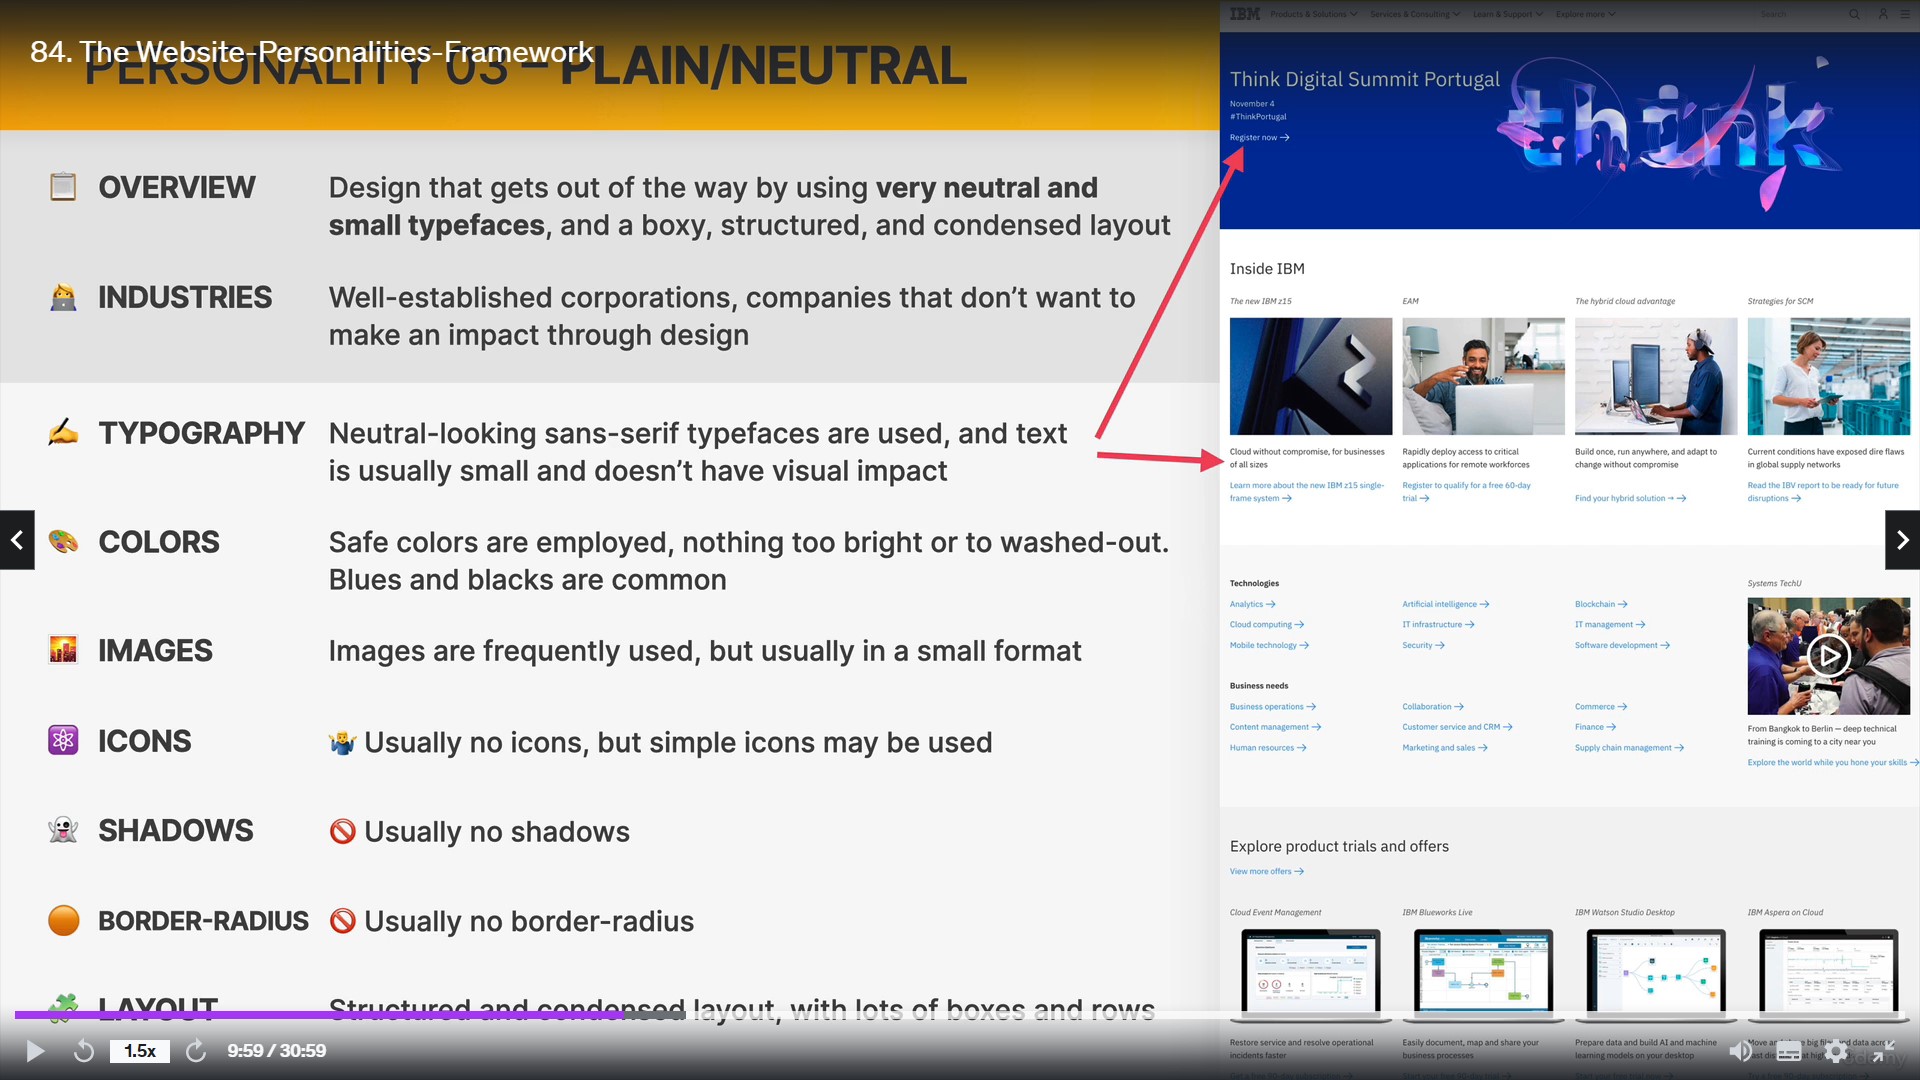 84. The Website-Personalities-Framework
PERSONALITY 03 – PLAIN/NEUTRAL
OVERVIEW
Design that gets out of the way by using very neutral and
small typefaces, and a boxy, structured, and condensed layout
INDUSTRIES
Well-established corporations, companies that don’t want to
make an impact through design
TYPOGRAPHY
Neutral-looking sans-serif typefaces are used, and text
is usually small and doesn’t have visual impact
COLORS
Safe colors are employed, nothing too bright or to washed-out.
Blues and blacks are common
IMAGES
Images are frequently used, but usually in a small format
ICONS
Usually no icons, but simple icons may be used
SHADOWS
Usually no shadows
BORDER-RADIUS
Usually no border-radius
LAYOUT
Structured and condensed layout, with lots of boxes and rows
1.5x
9:59 / 30:59
IBM Products & Solutions Services & Consulting Learn & Support Explore more Search
Think Digital Summit Portugal
November 4
#ThinkPortugal
Register now →
think
Inside IBM
The new IBM z15
Cloud without compromise, for businesses
of all sizes
Learn more about the new IBM z15 single-
frame system →
EAM
Rapidly deploy access to critical
applications for remote workforces
Register to qualify for a free 60-day
trial →
The hybrid cloud advantage
Build once, run anywhere, and adapt to
change without compromise
Find your hybrid solution → →
Strategies for SCM
Current conditions have exposed dire flaws
in global supply networks
Read the IBV report to be ready for future
disruptions →
Technologies
Analytics →
Artificial intelligence →
Blockchain →
Cloud computing →
IT infrastructure →
IT management →
Mobile technology →
Security →
Software development →
Business needs
Business operations →
Collaboration →
Commerce →
Content management →
Customer service and CRM →
Finance →
Human resources →
Marketing and sales →
Supply chain management →
Systems TechU
From Bangkok to Berlin — deep technical
training is coming to a city near you
Explore the world while you hone your skills →
Explore product trials and offers
View more offers →
Cloud Event Management
Restore service and resolve operational
incidents faster
IBM Blueworks Live
Easily document, map and share your
business processes
IBM Watson Studio Desktop
Prepare data and build AI and machine
learning models on your desktop
IBM Aspera on Cloud